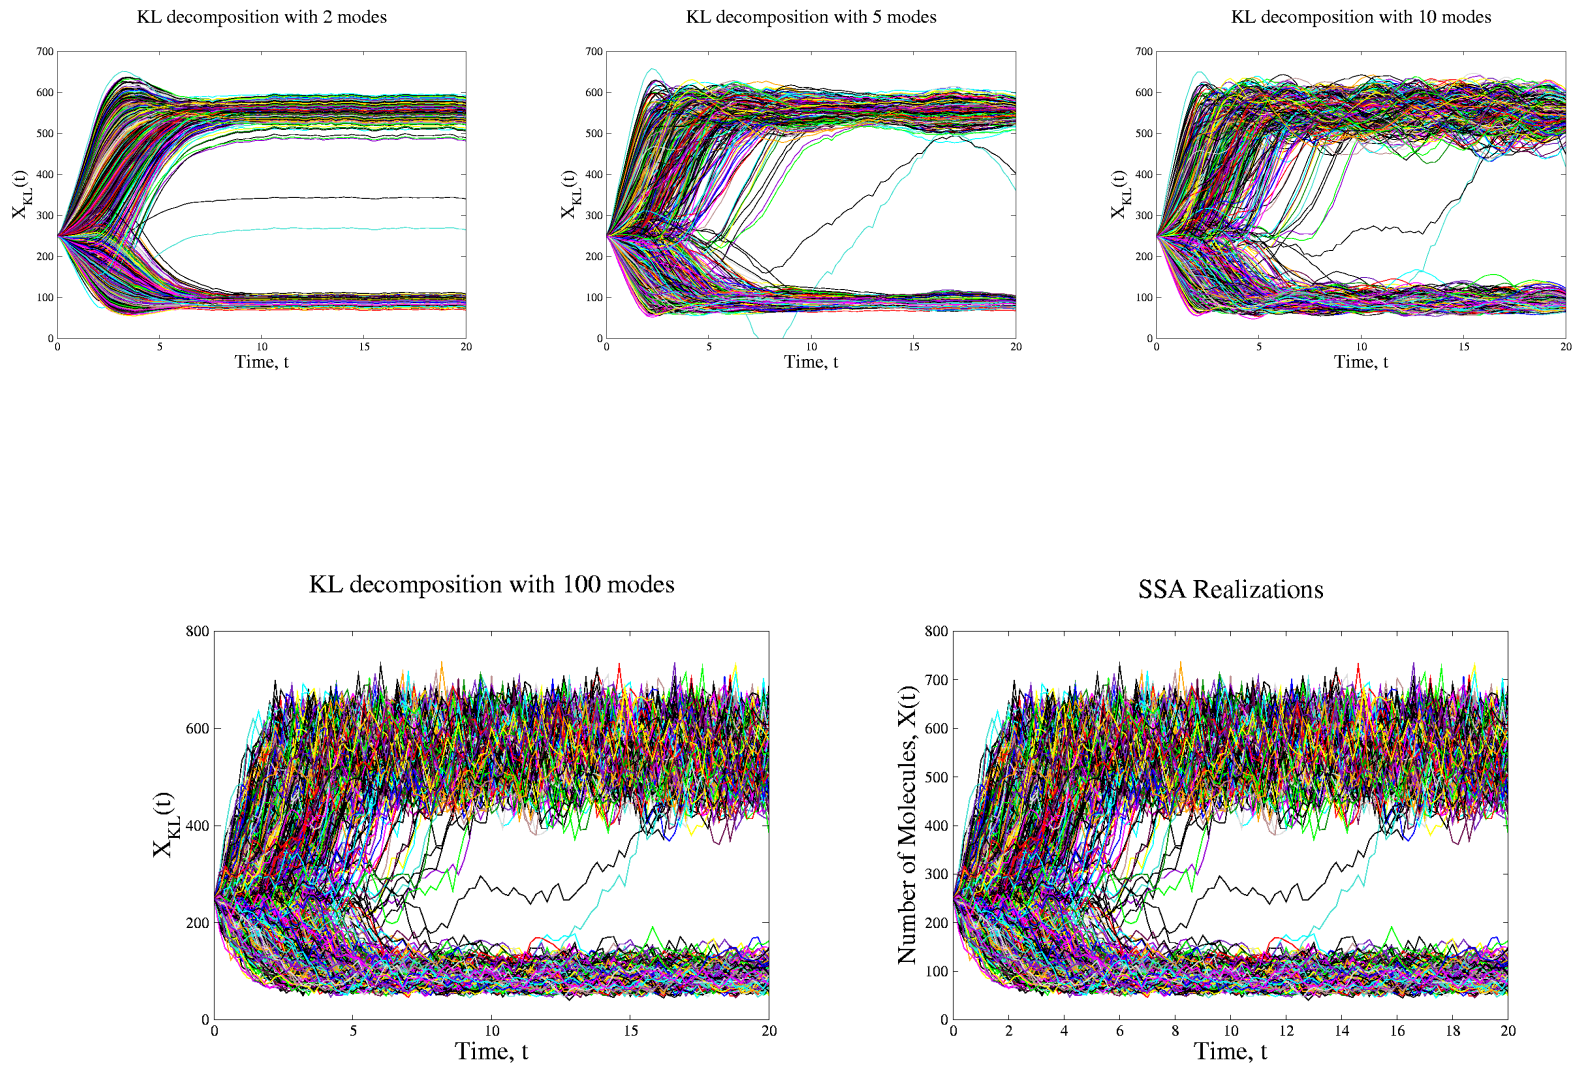 KL decomposition with 2 modes
700
600
500
400
300
200
100
0
X_KL(t)
0 5 10 15 20
Time, t
KL decomposition with 5 modes
700
600
500
400
300
200
100
0
X_KL(t)
0 5 10 15 20
Time, t
KL decomposition with 10 modes
700
600
500
400
300
200
100
0
X_KL(t)
0 5 10 15 20
Time, t
KL decomposition with 100 modes
800
600
400
200
0
X_KL(t)
0 5 10 15 20
Time, t
SSA Realizations
800
700
600
500
400
300
200
100
0
Number of Molecules, X(t)
0 2 4 6 8 10 12 14 16 18 20
Time, t